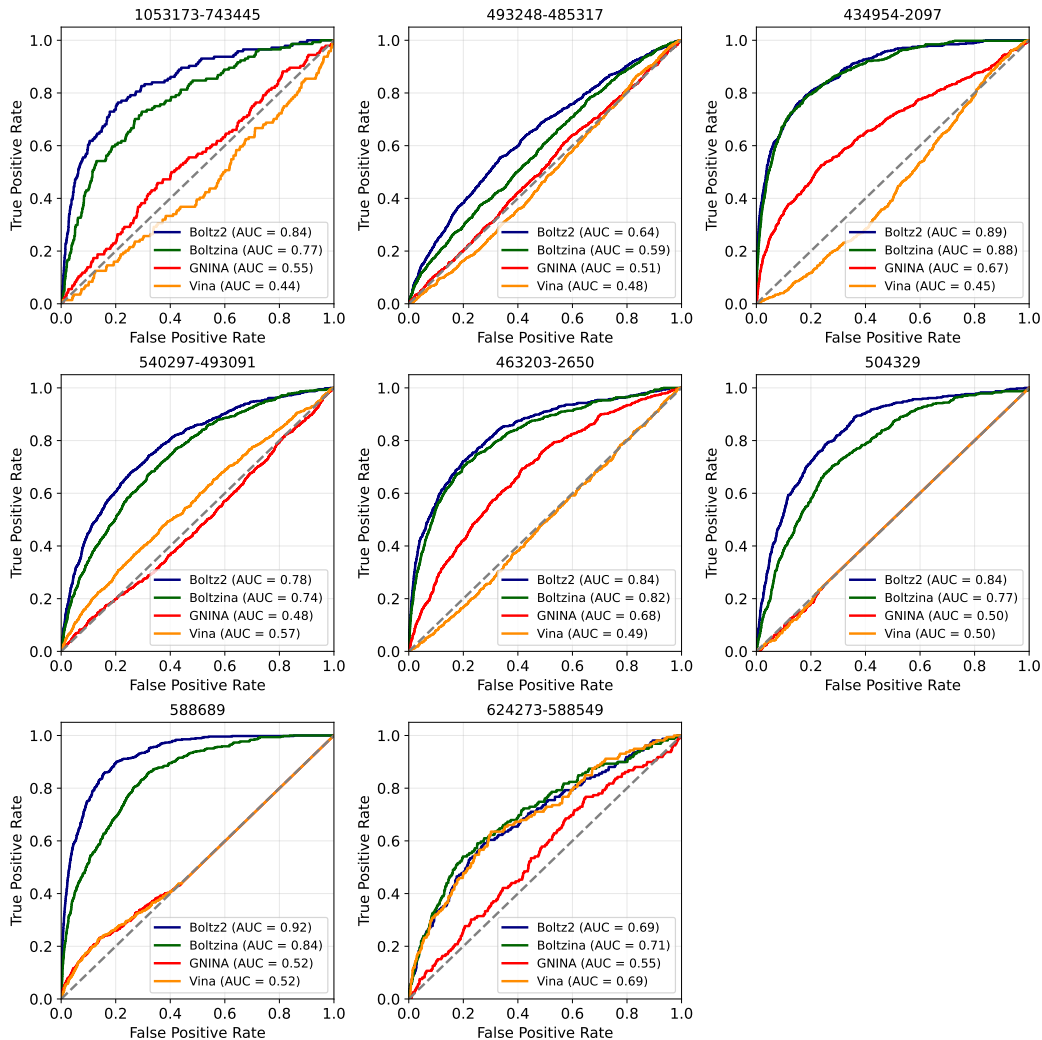 1053173-743445
True Positive Rate
1.0
0.8
0.6
0.4
0.2
0.0
Boltz2 (AUC = 0.84)
Boltzina (AUC = 0.77)
GNINA (AUC = 0.55)
Vina (AUC = 0.44)
0.0 0.2 0.4 0.6 0.8 1.0
False Positive Rate
493248-485317
True Positive Rate
1.0
0.8
0.6
0.4
0.2
0.0
Boltz2 (AUC = 0.64)
Boltzina (AUC = 0.59)
GNINA (AUC = 0.51)
Vina (AUC = 0.48)
0.0 0.2 0.4 0.6 0.8 1.0
False Positive Rate
434954-2097
True Positive Rate
1.0
0.8
0.6
0.4
0.2
0.0
Boltz2 (AUC = 0.89)
Boltzina (AUC = 0.88)
GNINA (AUC = 0.67)
Vina (AUC = 0.45)
0.0 0.2 0.4 0.6 0.8 1.0
False Positive Rate
540297-493091
True Positive Rate
1.0
0.8
0.6
0.4
0.2
0.0
Boltz2 (AUC = 0.78)
Boltzina (AUC = 0.74)
GNINA (AUC = 0.48)
Vina (AUC = 0.57)
0.0 0.2 0.4 0.6 0.8 1.0
False Positive Rate
463203-2650
True Positive Rate
1.0
0.8
0.6
0.4
0.2
0.0
Boltz2 (AUC = 0.84)
Boltzina (AUC = 0.82)
GNINA (AUC = 0.68)
Vina (AUC = 0.49)
0.0 0.2 0.4 0.6 0.8 1.0
False Positive Rate
504329
True Positive Rate
1.0
0.8
0.6
0.4
0.2
0.0
Boltz2 (AUC = 0.84)
Boltzina (AUC = 0.77)
GNINA (AUC = 0.50)
Vina (AUC = 0.50)
0.0 0.2 0.4 0.6 0.8 1.0
False Positive Rate
588689
True Positive Rate
1.0
0.8
0.6
0.4
0.2
0.0
Boltz2 (AUC = 0.92)
Boltzina (AUC = 0.84)
GNINA (AUC = 0.52)
Vina (AUC = 0.52)
0.0 0.2 0.4 0.6 0.8 1.0
False Positive Rate
624273-588549
True Positive Rate
1.0
0.8
0.6
0.4
0.2
0.0
Boltz2 (AUC = 0.69)
Boltzina (AUC = 0.71)
GNINA (AUC = 0.55)
Vina (AUC = 0.69)
0.0 0.2 0.4 0.6 0.8 1.0
False Positive Rate